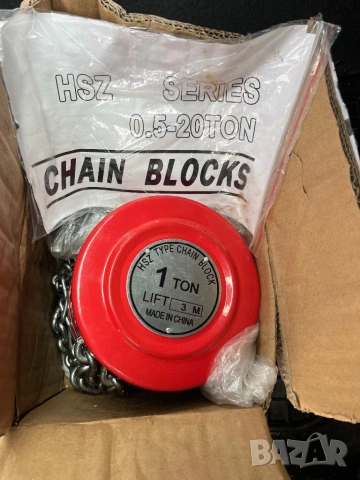 HSZ SERIES
0.5-20TON
CHAIN BLOCKS
HSZ TYPE CHAIN BLOCK
1 TON
LIFT 3 M
MADE IN CHINA
BAZAR